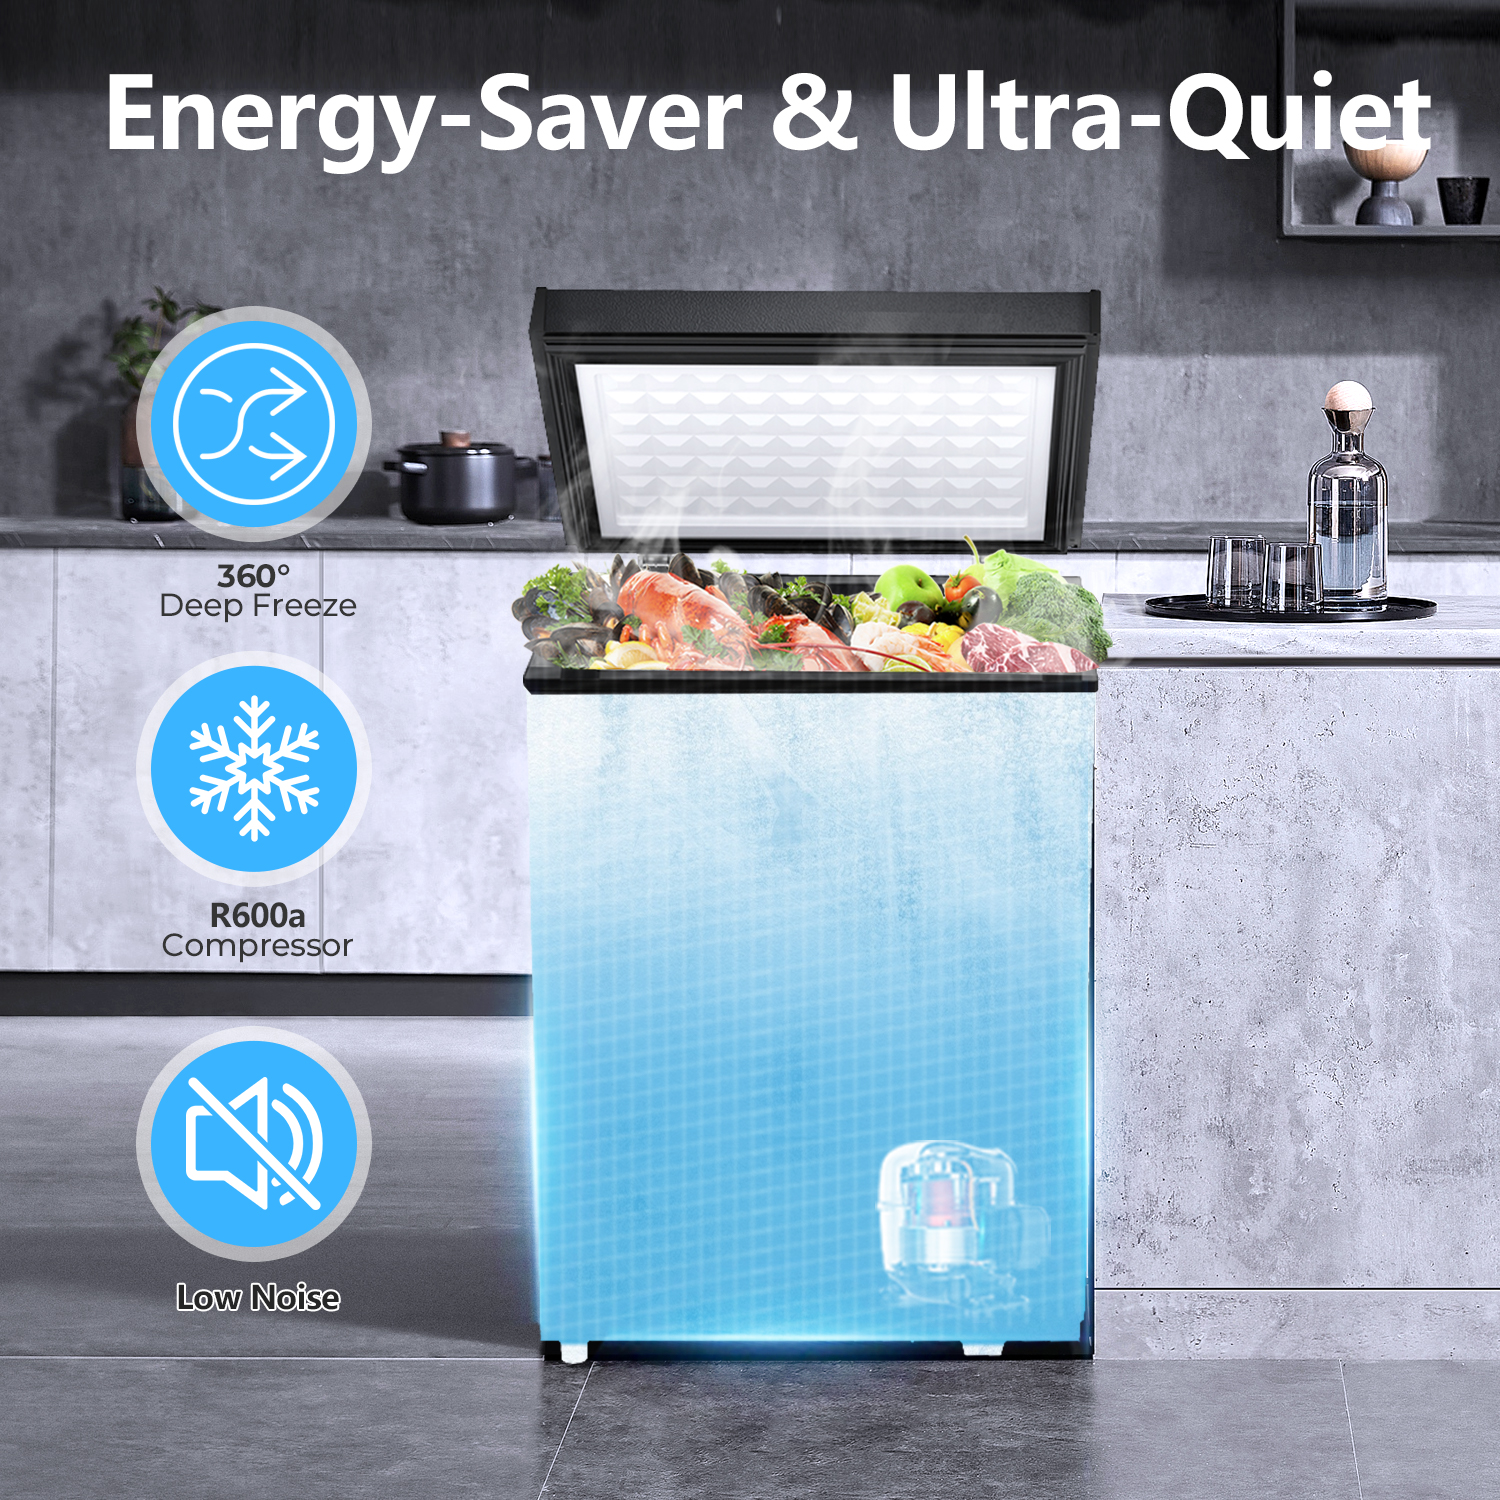 Energy-Saver & Ultra-Quiet
360°
Deep Freeze
R600a
Compressor
Low Noise